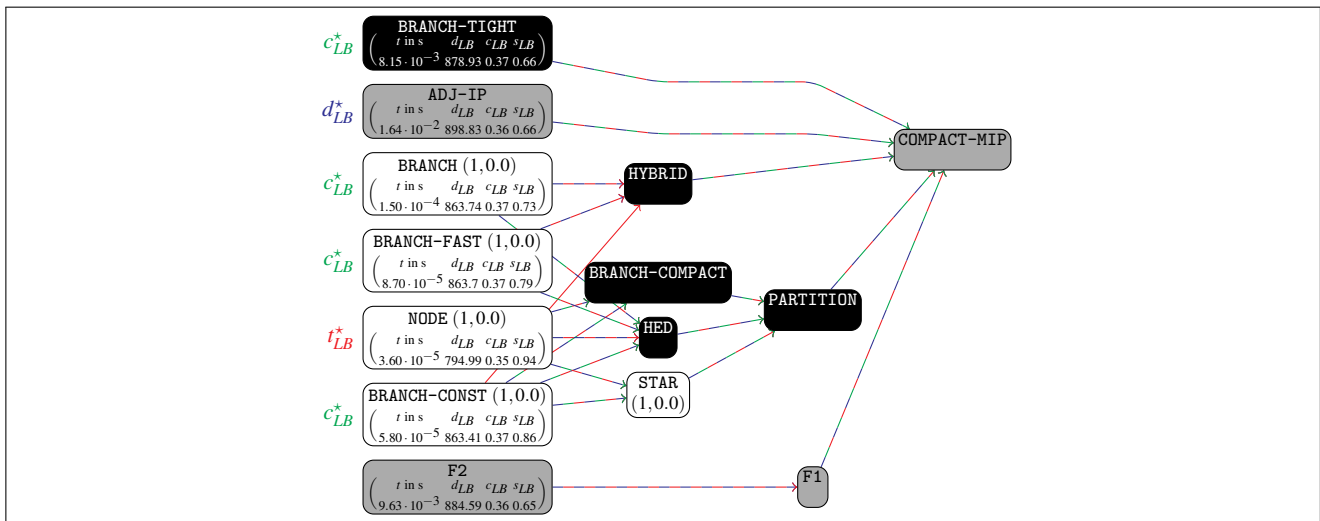 BRANCH-TIGHT
c⋆LB
t in s dLB cLB sLB
8.15·10−3 878.93 0.37 0.66
ADJ-IP
d⋆LB
t in s dLB cLB sLB
1.64·10−2 898.83 0.36 0.66
COMPACT-MIP
BRANCH (1,0.0)
c⋆LB
t in s dLB cLB sLB
1.50·10−4 863.74 0.37 0.73
HYBRID
BRANCH-FAST (1,0.0)
c⋆LB
t in s dLB cLB sLB
8.70·10−5 863.7 0.37 0.79
BRANCH-COMPACT
PARTITION
NODE (1,0.0)
t⋆LB
t in s dLB cLB sLB
3.60·10−5 794.99 0.35 0.94
HED
STAR
(1,0.0)
BRANCH-CONST (1,0.0)
c⋆LB
t in s dLB cLB sLB
5.80·10−5 863.41 0.37 0.86
F2
t in s dLB cLB sLB
9.63·10−3 884.59 0.36 0.65
F1